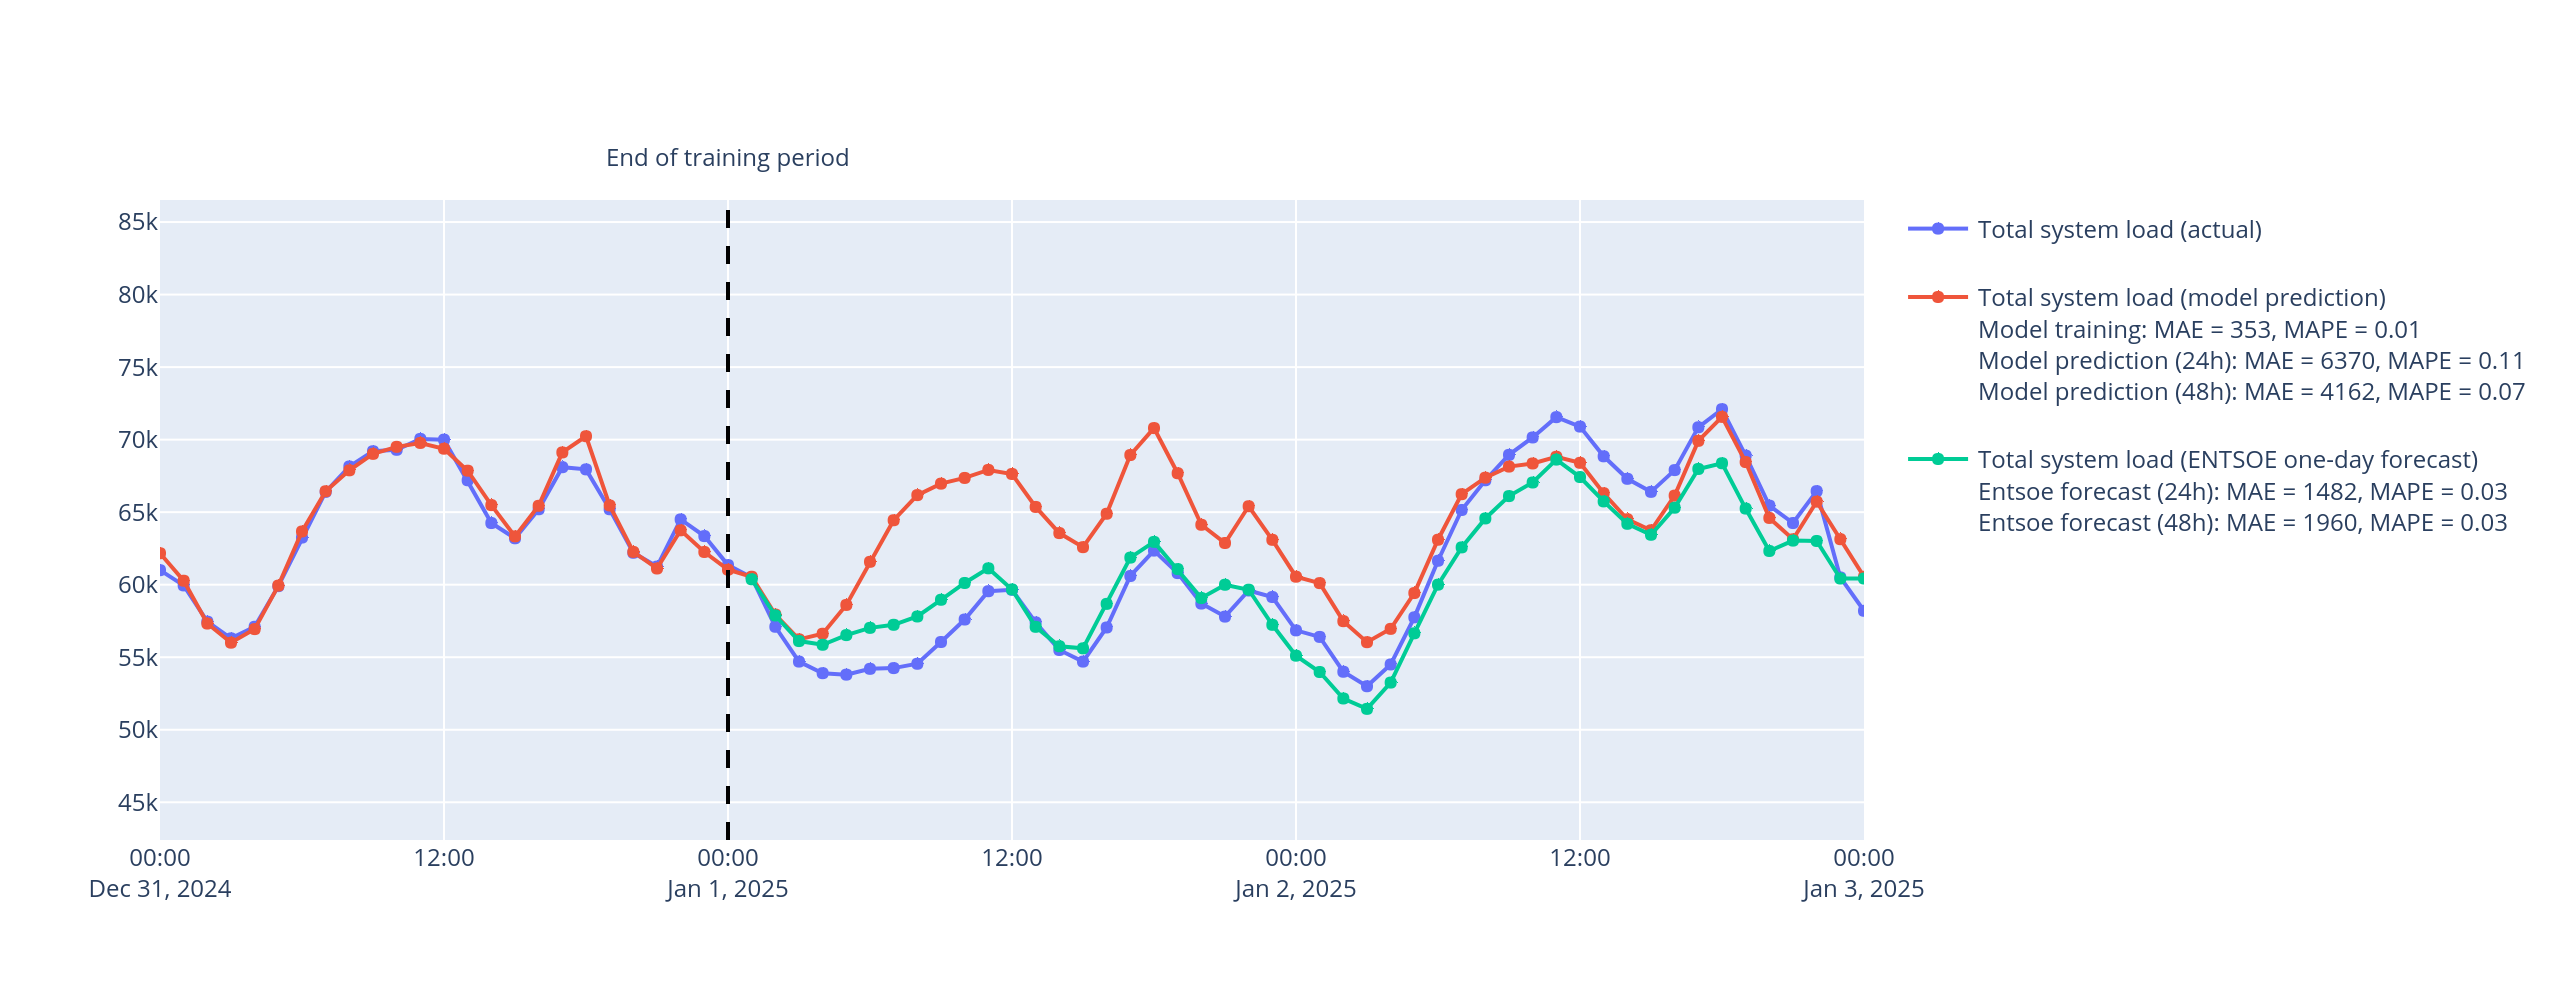 End of training period
85k
80k
75k
70k
65k
60k
55k
50k
45k
00:00
Dec 31, 2024
12:00
00:00
Jan 1, 2025
12:00
00:00
Jan 2, 2025
12:00
00:00
Jan 3, 2025
Total system load (actual)
Total system load (model prediction)
Model training: MAE = 353, MAPE = 0.01
Model prediction (24h): MAE = 6370, MAPE = 0.11
Model prediction (48h): MAE = 4162, MAPE = 0.07
Total system load (ENTSOE one-day forecast)
Entsoe forecast (24h): MAE = 1482, MAPE = 0.03
Entsoe forecast (48h): MAE = 1960, MAPE = 0.03